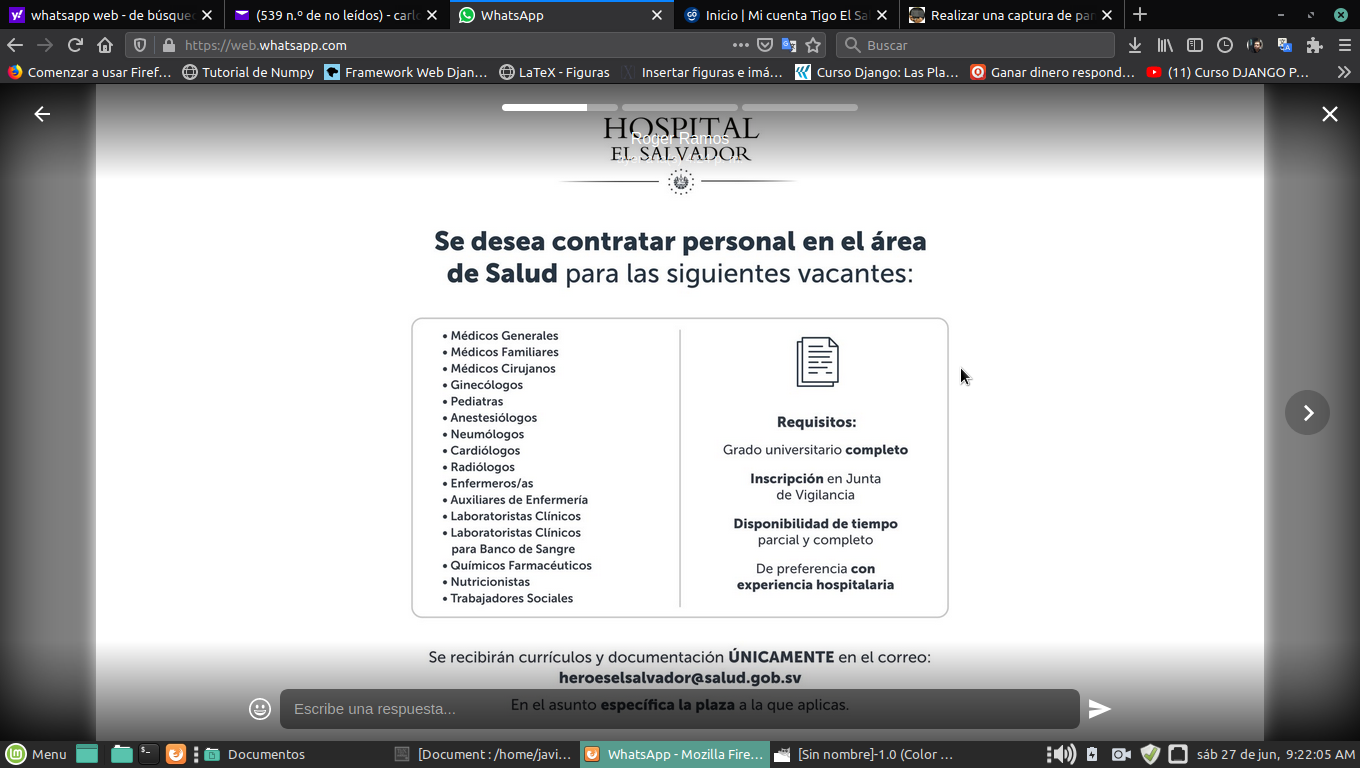 whatsapp web - de búsque
(539 n.º de no leídos) - carlo
WhatsApp
Inicio | Mi cuenta Tigo El Sal
Realizar una captura de pan
https://web.whatsapp.com
Buscar
Comenzar a usar Firef…
Tutorial de Numpy
Framework Web Djan…
LaTeX - Figuras
Insertar figuras e imá…
Curso Django: Las Pla…
Ganar dinero respond…
(11) Curso DJANGO P…
HOSPITAL
Roger Ramos
EL SALVADOR
Se desea contratar personal en el área
de Salud para las siguientes vacantes:
• Médicos Generales
• Médicos Familiares
• Médicos Cirujanos
• Ginecólogos
• Pediatras
• Anestesiólogos
• Neumólogos
• Cardiólogos
• Radiólogos
• Enfermeros/as
• Auxiliares de Enfermería
• Laboratoristas Clínicos
• Laboratoristas Clínicos
para Banco de Sangre
• Químicos Farmacéuticos
• Nutricionistas
• Trabajadores Sociales
Requisitos:
Grado universitario completo
Inscripción en Junta
de Vigilancia
Disponibilidad de tiempo
parcial y completo
De preferencia con
experiencia hospitalaria
Se recibirán currículos y documentación ÚNICAMENTE en el correo:
heroeselsalvador@salud.gob.sv
En el asunto específica la plaza a la que aplicas.
Escribe una respuesta...
Menu
Documentos
[Document : /home/javi…
WhatsApp - Mozilla Fire…
[Sin nombre]-1.0 (Color …
sáb 27 de jun, 9:22:05 AM